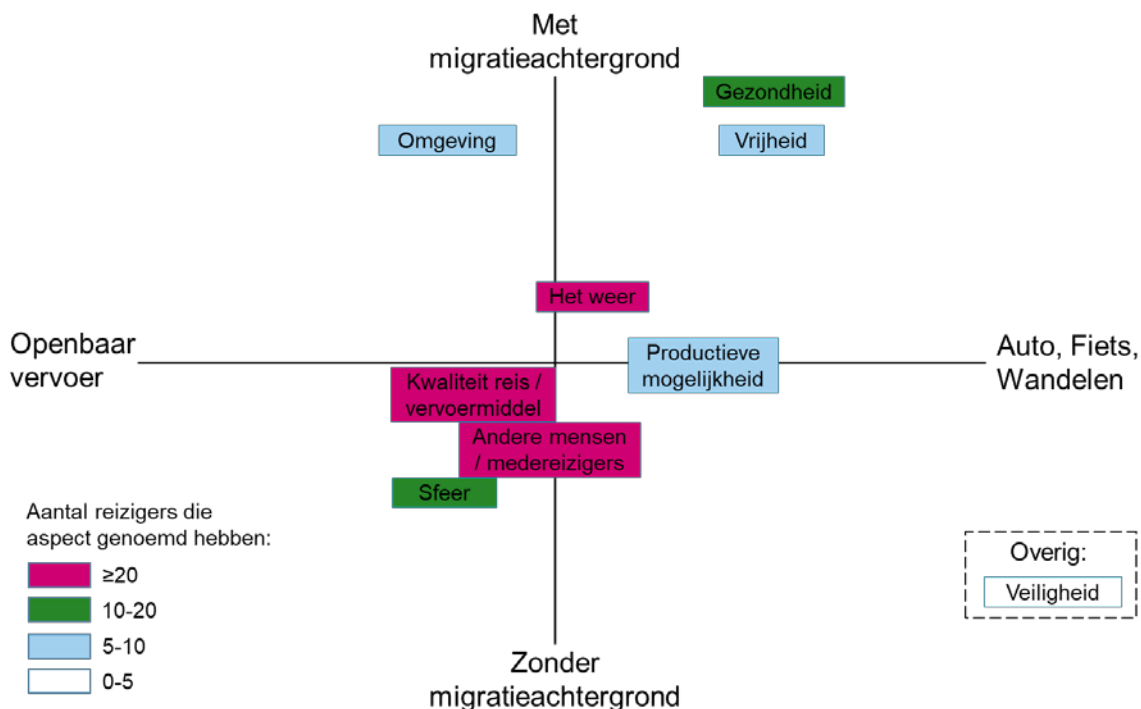 Met
migratieachtergrond
Gezondheid
Omgeving
Vrijheid
Het weer
Openbaar
vervoer
Productieve
mogelijkheid
Auto, Fiets,
Wandelen
Kwaliteit reis /
vervoermiddel
Andere mensen
/ medereizigers
Sfeer
Aantal reizigers die
aspect genoemd hebben:
≥20
10-20
5-10
0-5
Overig:
Veiligheid
Zonder
migratieachtergrond